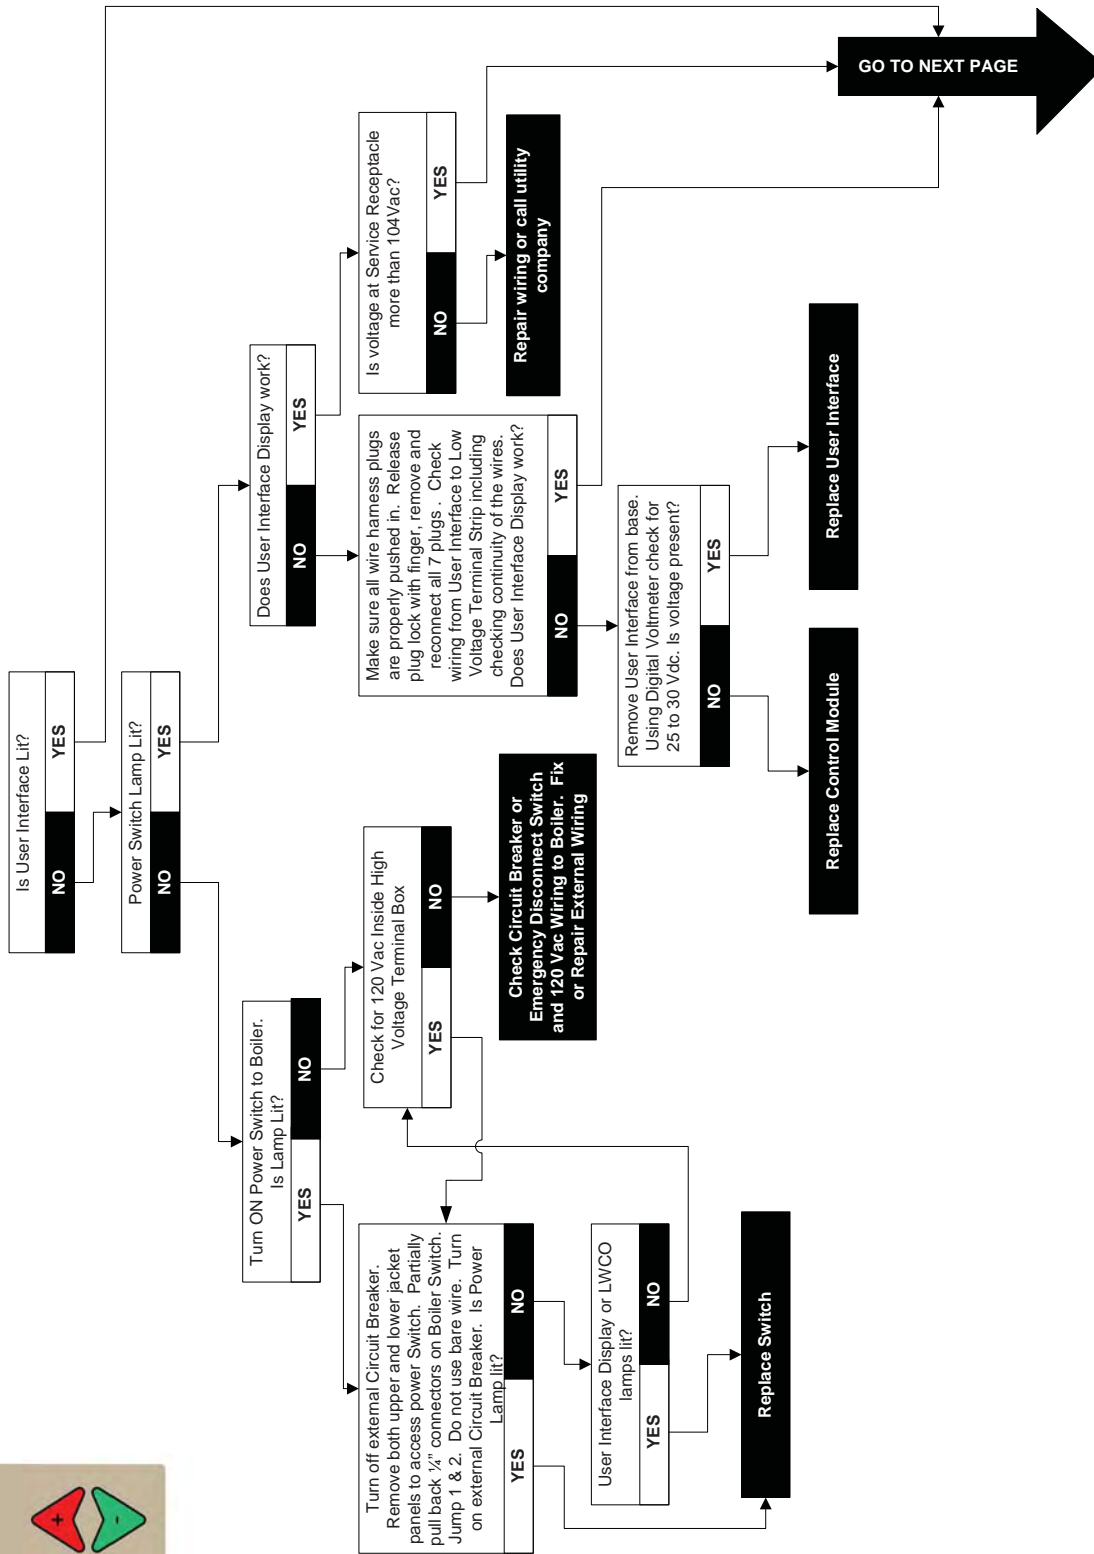 Is User Interface Lit?
NO
YES
Power Switch Lamp Lit?
NO
YES
Turn ON Power Switch to Boiler.
Is Lamp Lit?
YES
NO
Does User Interface Display work?
NO
YES
Turn off external Circuit Breaker.
Remove both upper and lower jacket
panels to access power Switch. Partially
pull back ¼" connectors on Boiler Switch.
Jump 1 & 2. Do not use bare wire. Turn
on external Circuit Breaker. Is Power
Lamp lit?
YES
NO
Check for 120 Vac Inside High
Voltage Terminal Box
YES
NO
Make sure all wire harness plugs
are properly pushed in. Release
plug lock with finger, remove and
reconnect all 7 plugs . Check
wiring from User Interface to Low
Voltage Terminal Strip including
checking continuity of the wires.
Does User Interface Display work?
NO
YES
Is voltage at Service Receptacle
more than 104Vac?
NO
YES
Check Circuit Breaker or
Emergency Disconnect Switch
and 120 Vac Wiring to Boiler. Fix
or Repair External Wiring
Repair wiring or call utility
company
User Interface Display or LWCO
lamps lit?
YES
NO
Remove User Interface from base.
Using Digital Voltmeter check for
25 to 30 Vdc. Is voltage present?
NO
YES
Replace Switch
Replace Control Module
Replace User Interface
GO TO NEXT PAGE
+
-